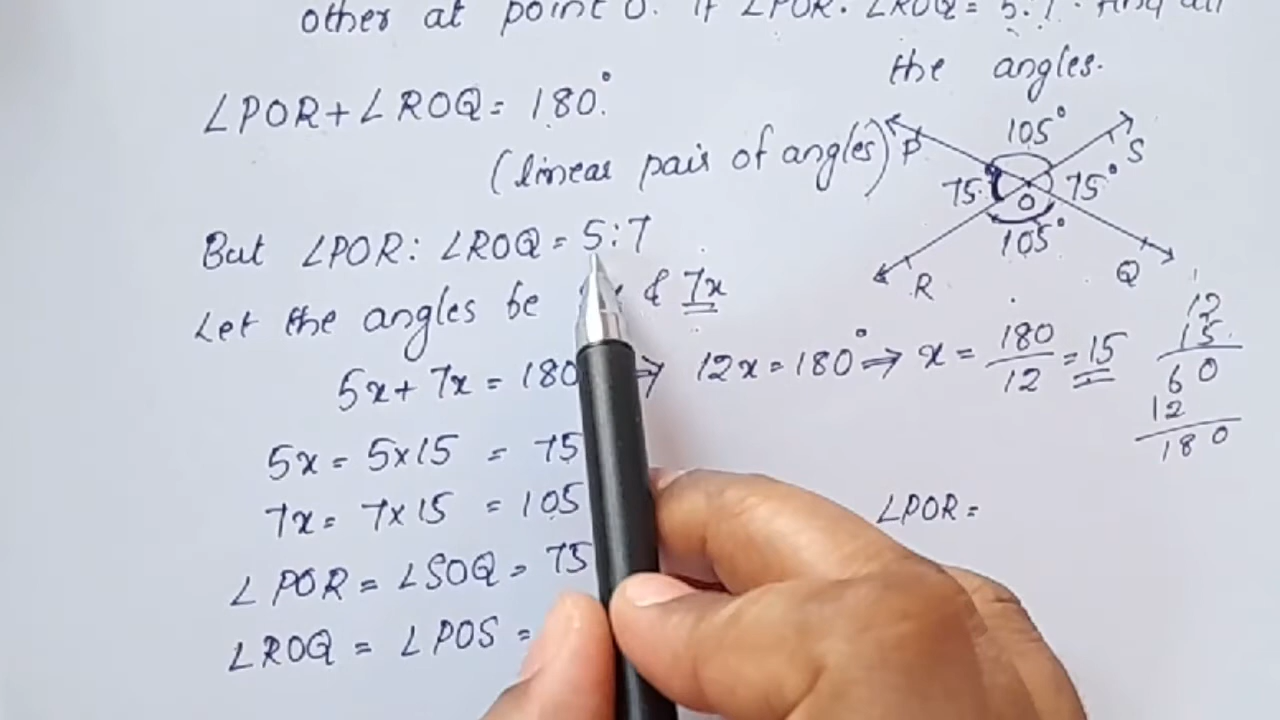 other at point O. If ∠POR : ∠ROQ = 5:7. Find all
the angles.
∠POR + ∠ROQ = 180°.
(linear pair of angles)
But ∠POR : ∠ROQ = 5:7
Let the angles be & 7x
5x + 7x = 180 ⇒ 12x = 180° ⇒ x = 180/12 = 15
5x = 5×15 = 75
7x = 7×15 = 105
∠POR = ∠SOQ = 75
∠ROQ = ∠POS =
∠POR =
P
105°
S
75
O
75°
105°
R
Q
1
12
15
60
12
180